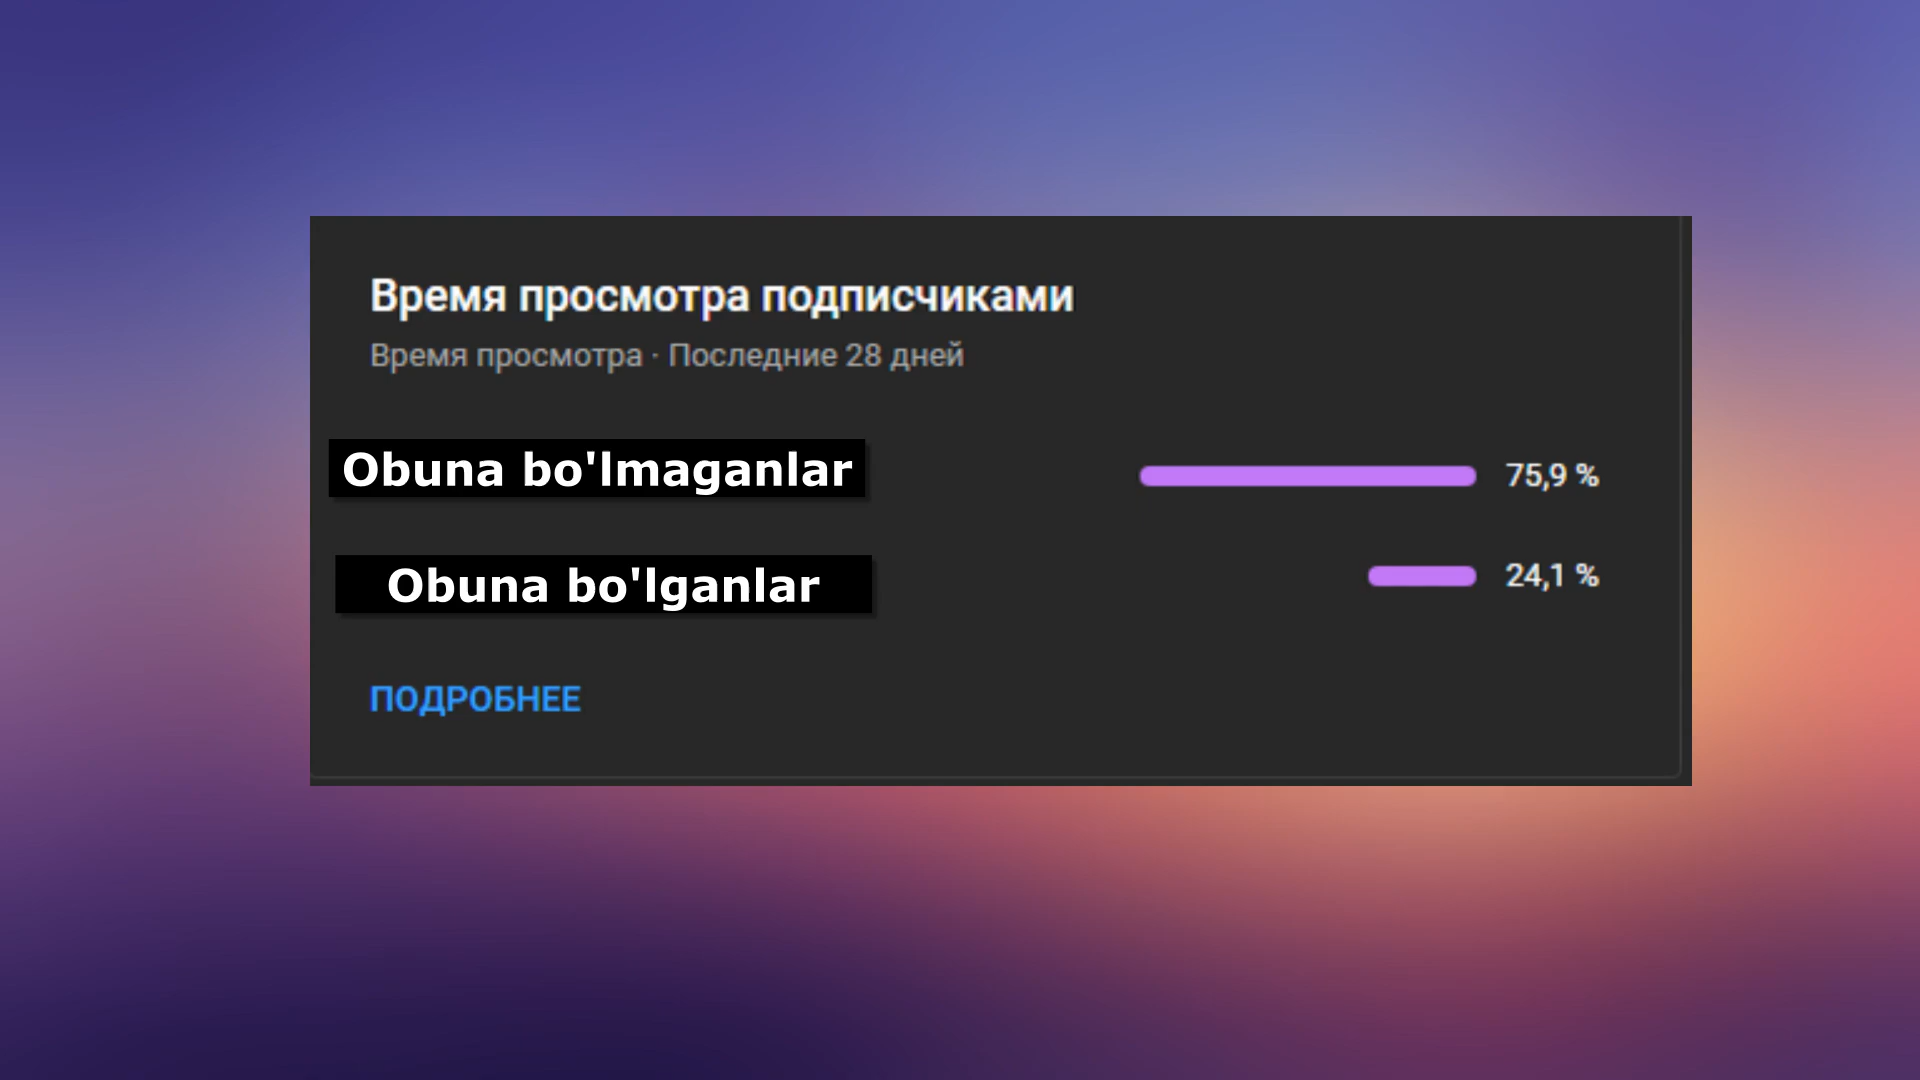 Время просмотра подписчиками
Время просмотра · Последние 28 дней
Obuna bo'lmaganlar 75,9 %
Obuna bo'lganlar 24,1 %
ПОДРОБНЕЕ